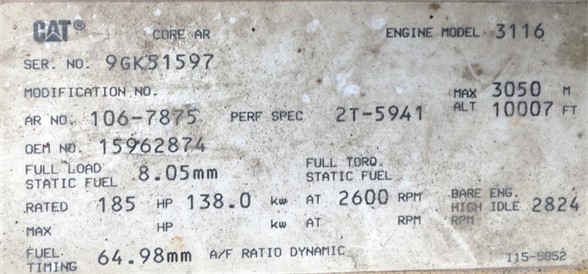 CAT® CORE AR ENGINE MODEL 3116
SER. NO. 9GK51597
MODIFICATION NO. MAX 3050 M
AR NO. 106-7875 PERF SPEC 2T-5941 ALT 10007 FT
OEM NO. 15962874
FULL LOAD STATIC FUEL 8.05mm FULL TORQ. STATIC FUEL
RATED 185 HP 138.0 kw AT 2600 RPM BARE ENG. HIGH IDLE 2824
MAX HP kw AT RPM RPM
FUEL TIMING 64.98mm A/F RATIO DYNAMIC 115-5052